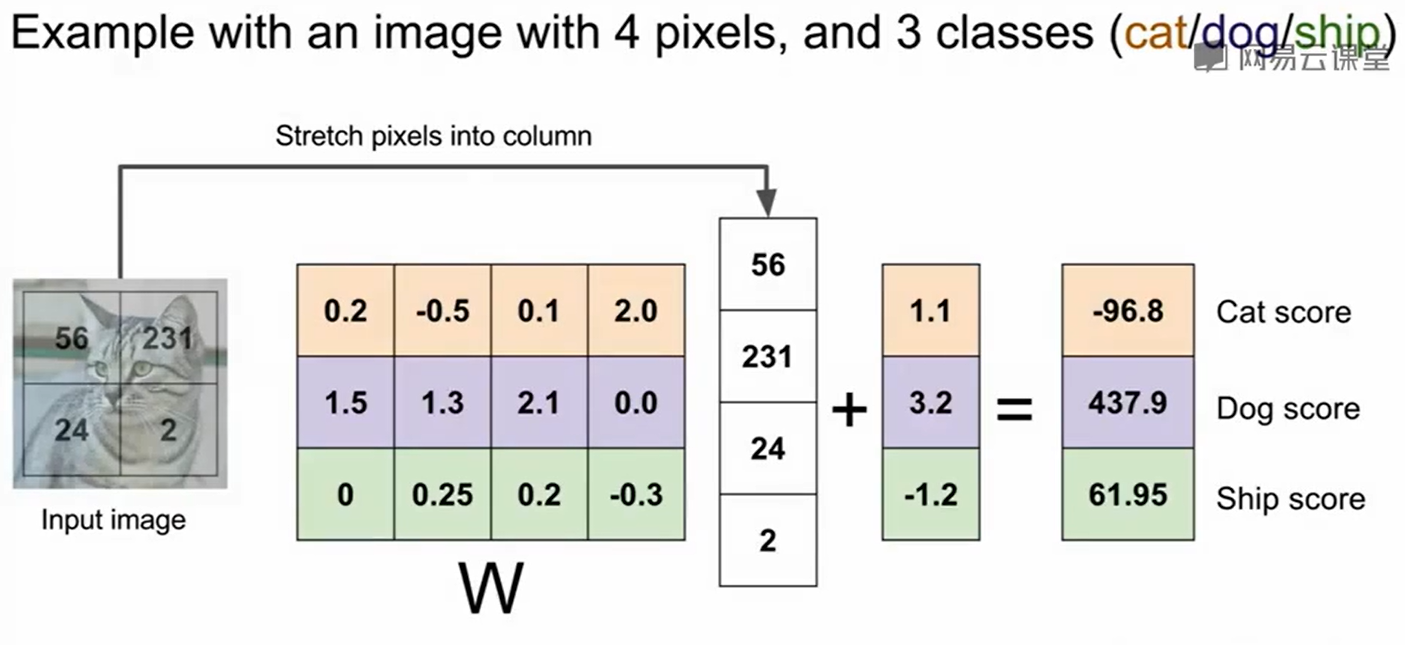 Example with an image with 4 pixels, and 3 classes (cat/dog/ship)
网易云课堂
Stretch pixels into column
56 231
24 2
Input image
0.2 -0.5 0.1 2.0
1.5 1.3 2.1 0.0
0 0.25 0.2 -0.3
W
56
231
24
2
+
1.1
3.2
-1.2
=
-96.8 Cat score
437.9 Dog score
61.95 Ship score